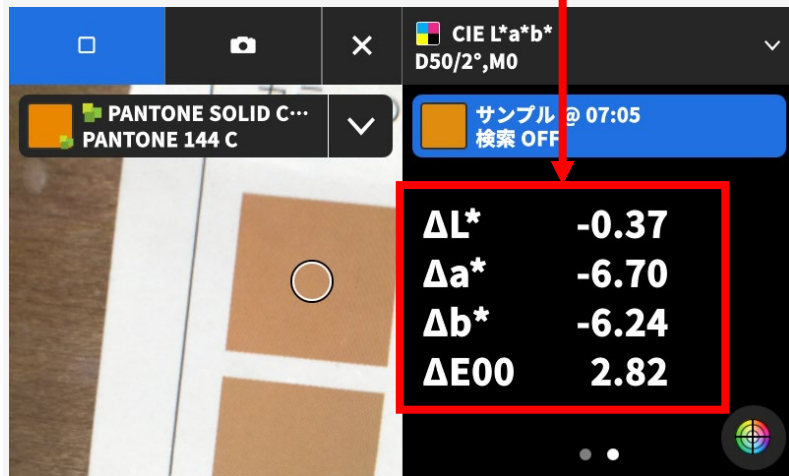 CIE L*a*b*
D50/2°,M0
PANTONE SOLID C…
PANTONE 144 C
サンプル @ 07:05
検索 OFF
ΔL* -0.37
Δa* -6.70
Δb* -6.24
ΔE00 2.82